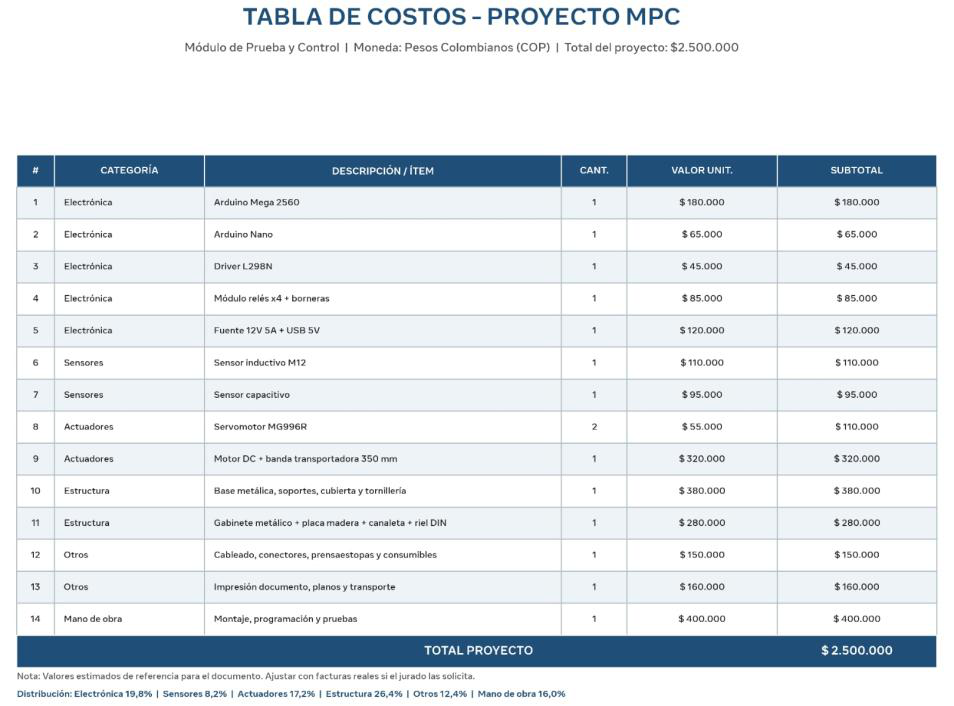 TABLA DE COSTOS - PROYECTO MPC
Módulo de Prueba y Control | Moneda: Pesos Colombianos (COP) | Total del proyecto: $2.500.000
# CATEGORÍA DESCRIPCIÓN / ÍTEM CANT. VALOR UNIT. SUBTOTAL
1 Electrónica Arduino Mega 2560 1 $ 180.000 $ 180.000
2 Electrónica Arduino Nano 1 $ 65.000 $ 65.000
3 Electrónica Driver L298N 1 $ 45.000 $ 45.000
4 Electrónica Módulo relés x4 + borneras 1 $ 85.000 $ 85.000
5 Electrónica Fuente 12V 5A + USB 5V 1 $ 120.000 $ 120.000
6 Sensores Sensor inductivo M12 1 $ 110.000 $ 110.000
7 Sensores Sensor capacitivo 1 $ 95.000 $ 95.000
8 Actuadores Servomotor MG996R 2 $ 55.000 $ 110.000
9 Actuadores Motor DC + banda transportadora 350 mm 1 $ 320.000 $ 320.000
10 Estructura Base metálica, soportes, cubierta y tornillería 1 $ 380.000 $ 380.000
11 Estructura Gabinete metálico + placa madera + canaleta + riel DIN 1 $ 280.000 $ 280.000
12 Otros Cableado, conectores, prensaestopas y consumibles 1 $ 150.000 $ 150.000
13 Otros Impresión documento, planos y transporte 1 $ 160.000 $ 160.000
14 Mano de obra Montaje, programación y pruebas 1 $ 400.000 $ 400.000
TOTAL PROYECTO $ 2.500.000
Nota: Valores estimados de referencia para el documento. Ajustar con facturas reales si el jurado las solicita.
Distribución: Electrónica 19,8% | Sensores 8,2% | Actuadores 17,2% | Estructura 26,4% | Otros 12,4% | Mano de obra 16,0%